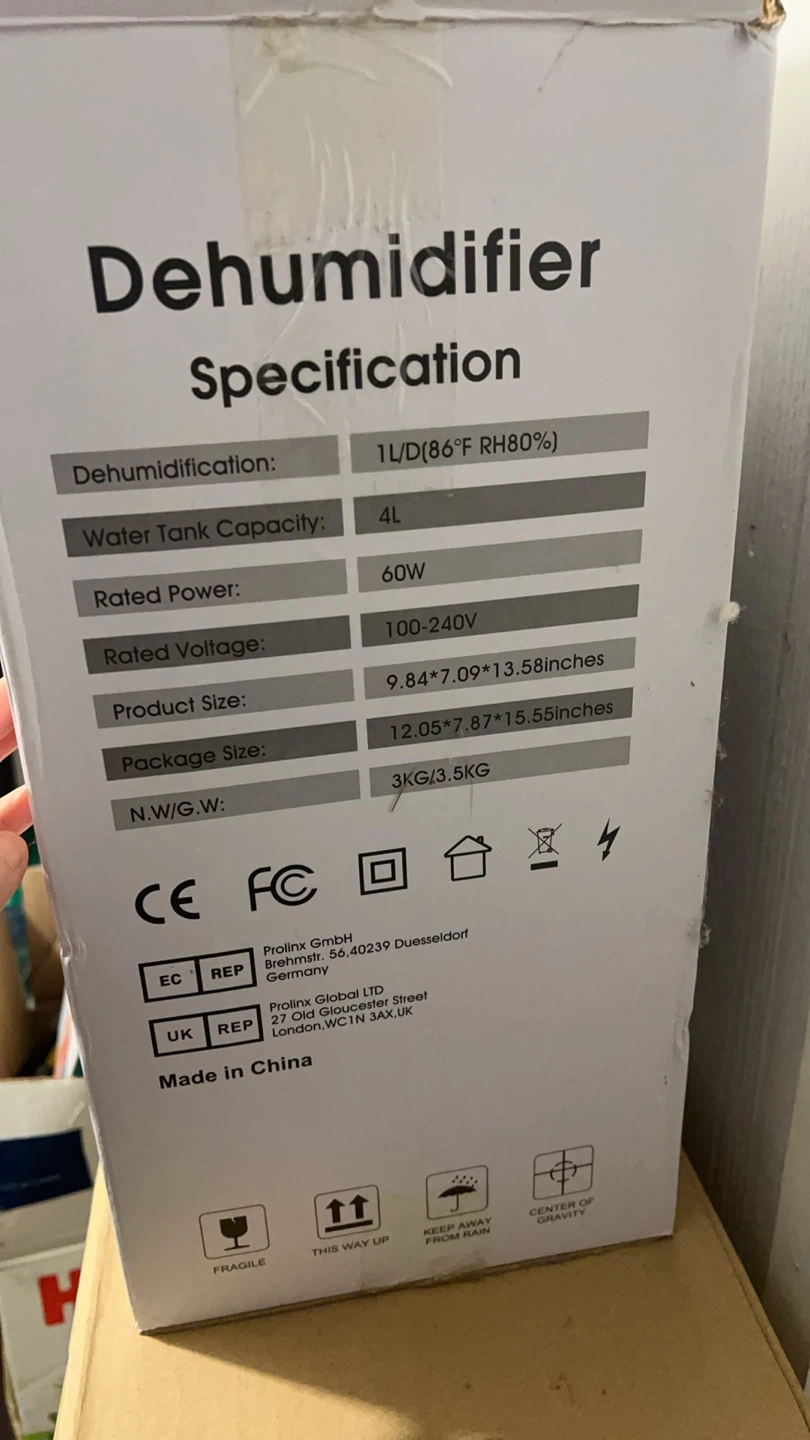 Dehumidifier
Specification
Dehumidification: 1L/D(86°F RH80%)
Water Tank Capacity: 4L
Rated Power: 60W
Rated Voltage: 100-240V
Product Size: 9.84*7.09*13.58inches
Package Size: 12.05*7.87*15.55inches
N.W/G.W: 3KG/3.5KG
CE FC
EC REP
Prolinx GmbH
Brehmstr. 56,40239 Duesseldorf
Germany
UK REP
Prolinx Global LTD
27 Old Gloucester Street
London,WC1N 3AX,UK
Made in China
FRAGILE
THIS WAY UP
KEEP AWAY
FROM RAIN
CENTER OF
GRAVITY
H